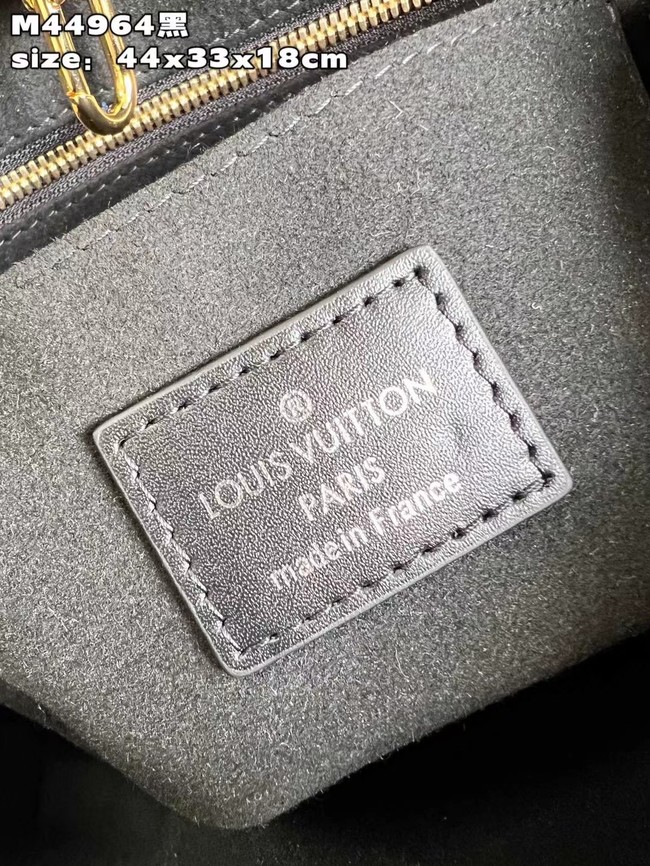 M44964黑
size：44x33x18cm
®
LOUIS VUITTON
PARIS
made in France